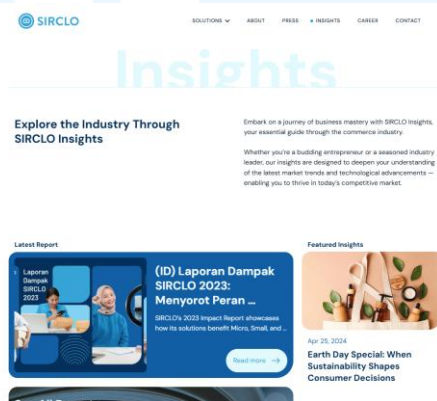 SIRCLO
SOLUTIONS
ABOUT
PRESS
INSIGHTS
CAREER
CONTACT
Insights
Explore the Industry Through
SIRCLO Insights
Embark on a journey of business mastery with SIRCLO Insights,
your essential guide through the commerce industry.
Whether you're a budding entrepreneur or a seasoned industry
leader, our insights are designed to deepen your understanding
of the latest market trends and technological advancements —
enabling you to thrive in today's competitive market.
Latest Report
Laporan
Dampak
SIRCLO
2023
(ID) Laporan Dampak
SIRCLO 2023:
Menyorot Peran ...
SIRCLO's 2023 Impact Report showcases
how its solutions benefit Micro, Small, and ...
Read more
Featured Insights
Apr 25, 2024
Earth Day Special: When
Sustainability Shapes
Consumer Decisions